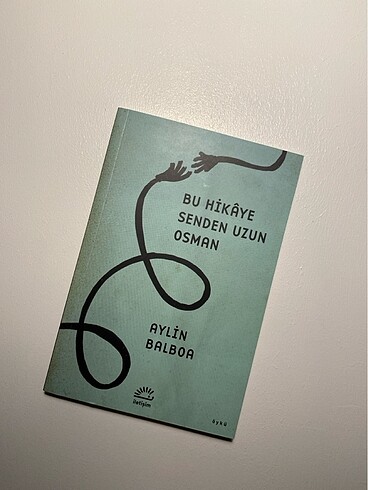 BU HİKÂYE
SENDEN UZUN
OSMAN
AYLİN
BALBOA
iletişim
öykü